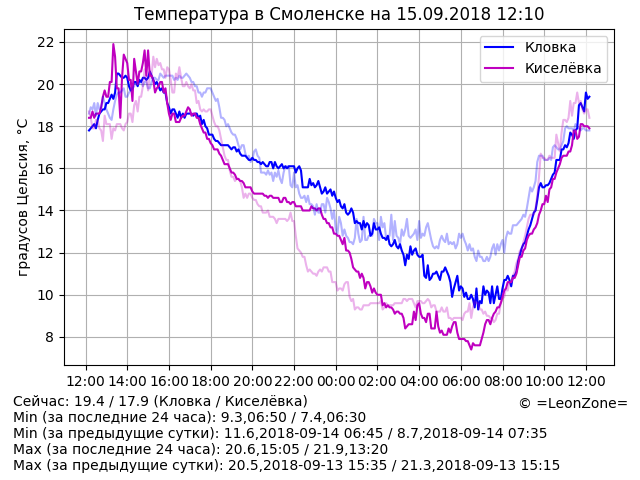 Температура в Смоленске на 15.09.2018 12:10
Кловка
Киселёвка
градусов Цельсия, °C
22
20
18
16
14
12
10
8
12:00 14:00 16:00 18:00 20:00 22:00 00:00 02:00 04:00 06:00 08:00 10:00 12:00
Сейчас: 19.4 / 17.9 (Кловка / Киселёвка)
© =LeonZone=
Min (за последние 24 часа): 9.3,06:50 / 7.4,06:30
Min (за предыдущие сутки): 11.6,2018-09-14 06:45 / 8.7,2018-09-14 07:35
Max (за последние 24 часа): 20.6,15:05 / 21.9,13:20
Max (за предыдущие сутки): 20.5,2018-09-13 15:35 / 21.3,2018-09-13 15:15